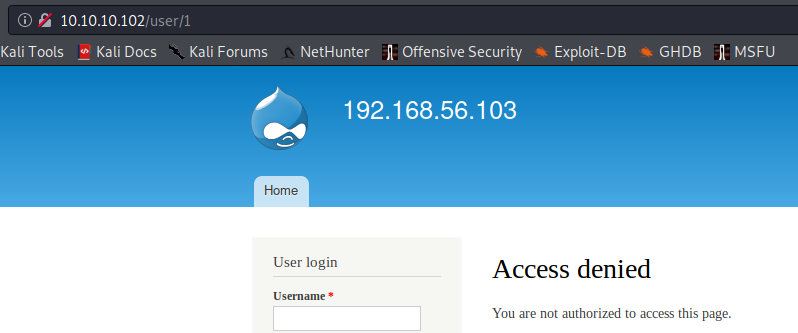 10.10.10.102/user/1
Kali Tools Kali Docs Kali Forums NetHunter Offensive Security Exploit-DB GHDB MSFU
192.168.56.103
Home
User login
Username *
Access denied
You are not authorized to access this page.